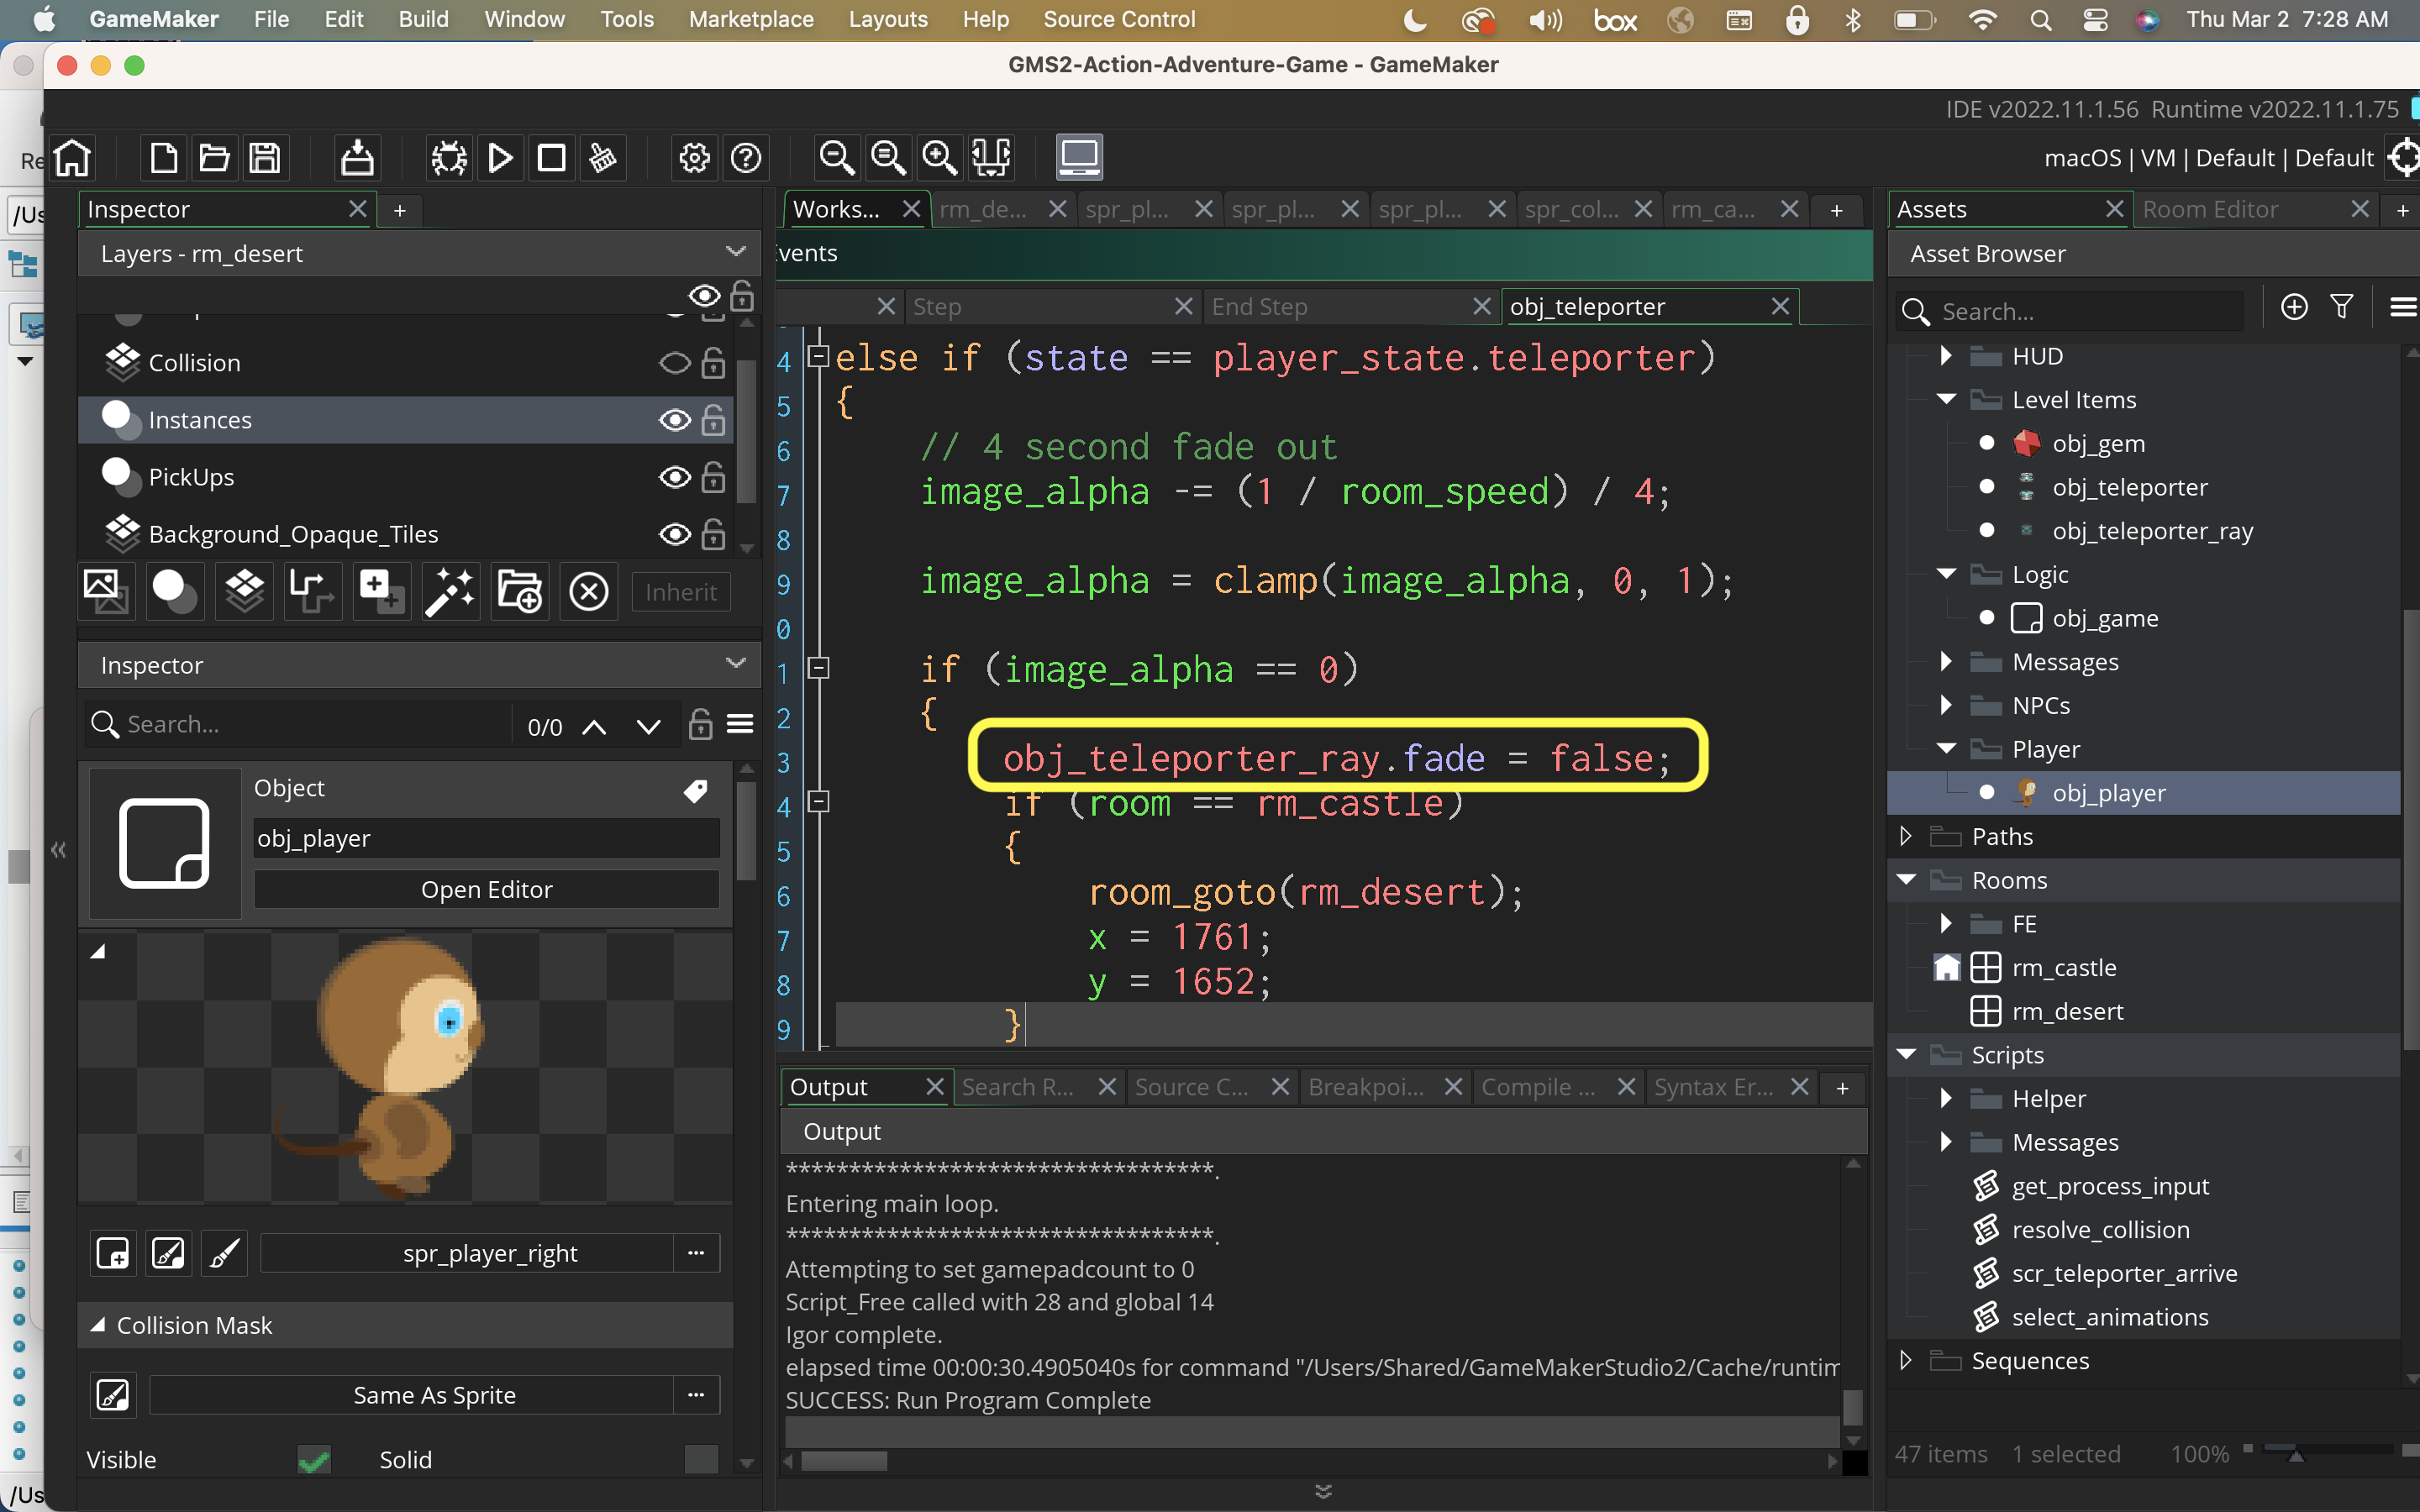 GameMaker File Edit Build Window Tools Marketplace Layouts Help Source Control box Thu Mar 2 7:28 AM
GMS2-Action-Adventure-Game - GameMaker
IDE v2022.11.1.56 Runtime v2022.11.1.75
Re
macOS | VM | Default | Default
/Us
Inspector
+
Layers - rm_desert
Collision
Instances
PickUps
Background_Opaque_Tiles
Inherit
Inspector
Search...
0/0
Object
obj_player
Open Editor
spr_player_right
...
Collision Mask
Same As Sprite
...
Visible
Solid
/Us
Works... rm_de... spr_pl... spr_pl... spr_pl... spr_col... rm_ca... +
vents
Step End Step obj_teleporter
4 else if (state == player_state.teleporter)
5 {
6 // 4 second fade out
7 image_alpha -= (1 / room_speed) / 4;
8
9 image_alpha = clamp(image_alpha, 0, 1);
0
1 if (image_alpha == 0)
2 {
3 obj_teleporter_ray.fade = false;
4 if (room == rm_castle)
5 {
6 room_goto(rm_desert);
7 x = 1761;
8 y = 1652;
9 }
Output Search R... Source C... Breakpoi... Compile ... Syntax Er... +
Output
**********************************.
Entering main loop.
**********************************.
Attempting to set gamepadcount to 0
Script_Free called with 28 and global 14
Igor complete.
elapsed time 00:00:30.4905040s for command "/Users/Shared/GameMakerStudio2/Cache/runtim
SUCCESS: Run Program Complete
Assets Room Editor +
Asset Browser
Search...
HUD
Level Items
obj_gem
obj_teleporter
obj_teleporter_ray
Logic
obj_game
Messages
NPCs
Player
obj_player
Paths
Rooms
FE
rm_castle
rm_desert
Scripts
Helper
Messages
get_process_input
resolve_collision
scr_teleporter_arrive
select_animations
Sequences
47 items 1 selected 100%